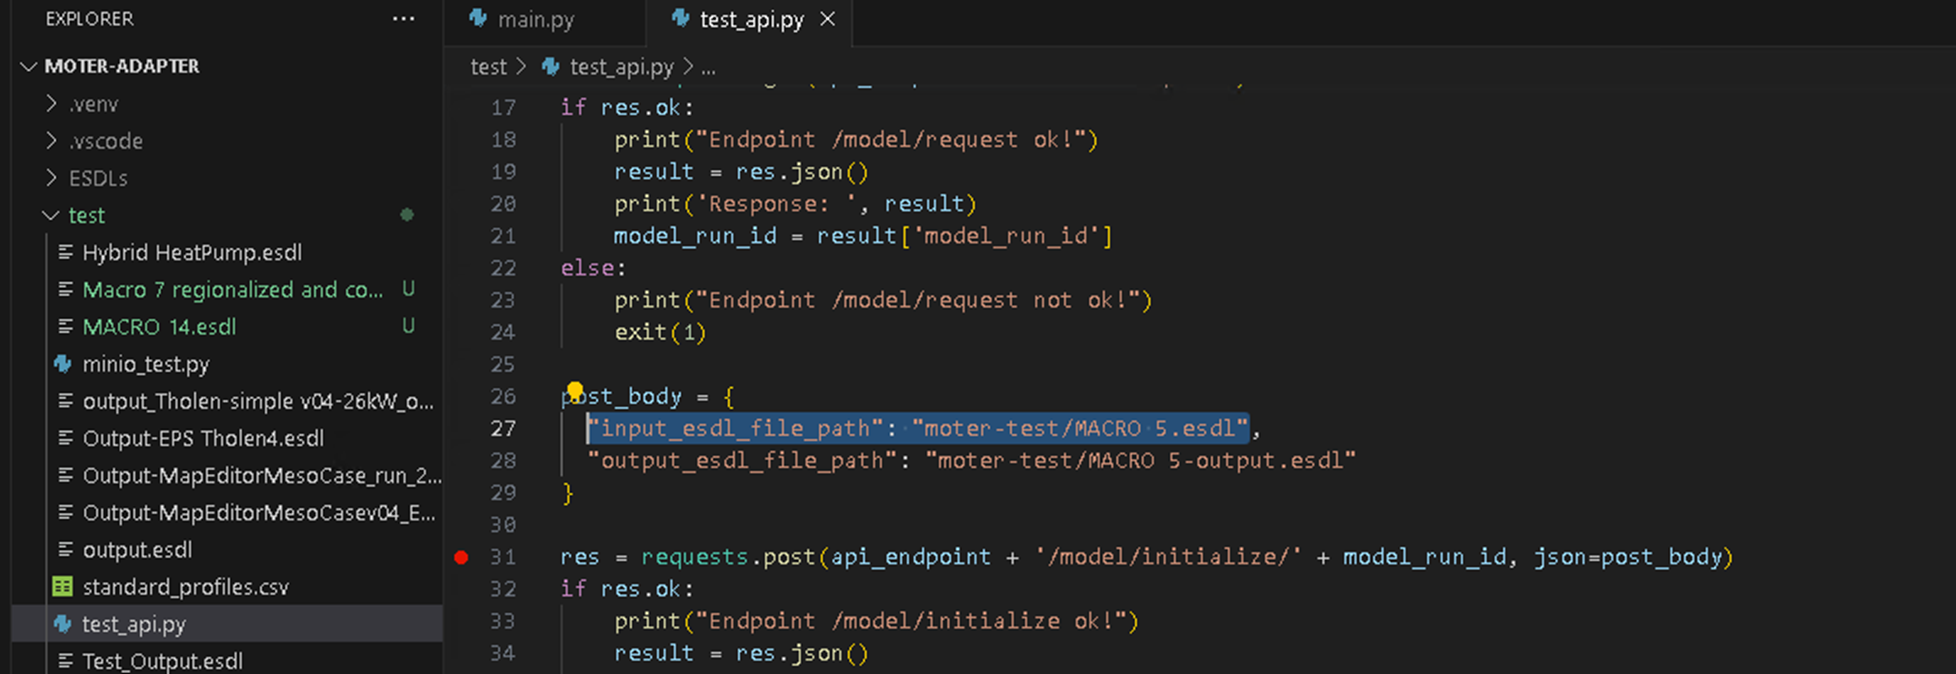 EXPLORER ...
MOTER-ADAPTER
.venv
.vscode
ESDLs
test
Hybrid HeatPump.esdl
Macro 7 regionalized and co... U
MACRO 14.esdl U
minio_test.py
output_Tholen-simple v04-26kW_o...
Output-EPS Tholen4.esdl
Output-MapEditorMesoCase_run_2...
Output-MapEditorMesoCasev04_E...
output.esdl
standard_profiles.csv
test_api.py
Test_Output.esdl
main.py
test_api.py
test > test_api.py > ...
17 if res.ok:
18 print("Endpoint /model/request ok!")
19 result = res.json()
20 print('Response: ', result)
21 model_run_id = result['model_run_id']
22 else:
23 print("Endpoint /model/request not ok!")
24 exit(1)
25
26 post_body = {
27 "input_esdl_file_path": "moter-test/MACRO 5.esdl",
28 "output_esdl_file_path": "moter-test/MACRO 5-output.esdl"
29 }
30
31 res = requests.post(api_endpoint + '/model/initialize/' + model_run_id, json=post_body)
32 if res.ok:
33 print("Endpoint /model/initialize ok!")
34 result = res.json()